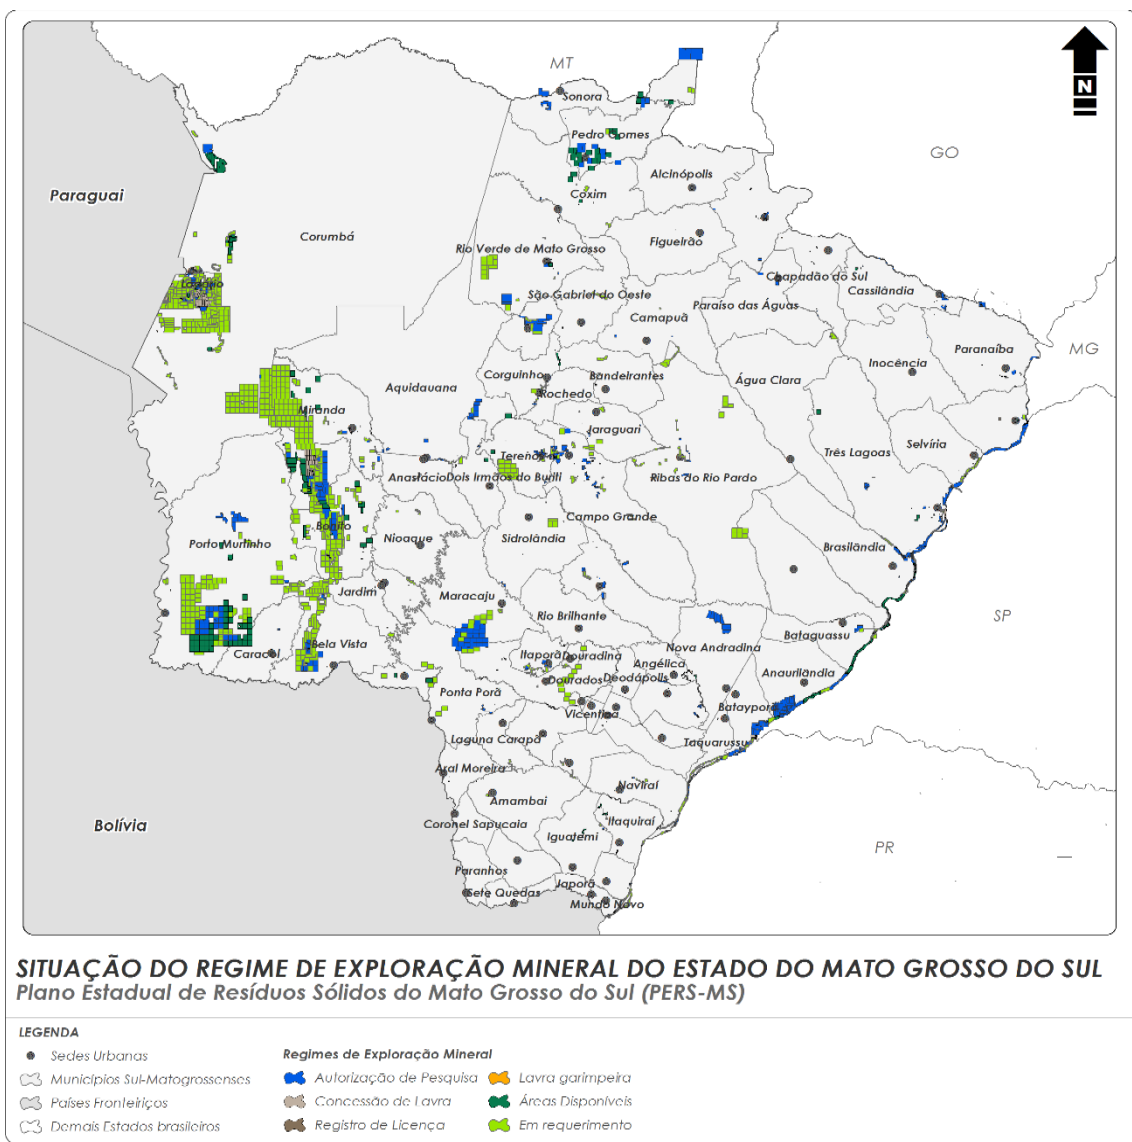 MT
N
Sonora
Pedro Gomes
GO
Alcinópolis
Paraguai
Coxim
Corumbá
Figueirão
Rio Verde de Mato Grosso
Chapadão do Sul
Ladário
Cassilândia
São Gabriel do Oeste
Paraíso das Águas
Camapuã
MG
Paranaíba
Inocência
Corguinho
Bandeirantes
Água Clara
Aquidauana
Rochedo
Miranda
Jaraguari
Selvíria
Terenos
Três Lagoas
Anastácio
Dois Irmãos do Buriti
Ribas do Rio Pardo
Campo Grande
Bonito
Porto Murtinho
Nioaque
Sidrolândia
Brasilândia
Jardim
Maracaju
Rio Brilhante
SP
Bataguassu
Bela Vista
Caracol
Nova Andradina
Itaporã
Douradina
Angélica
Anaurilândia
Deodápolis
Dourados
Ponta Porã
Batayporã
Vicentina
Laguna Carapã
Taquarussu
Aral Moreira
Naviraí
Amambai
Itaquiraí
Coronel Sapucaia
Bolívia
Iguatemi
PR
Paranhos
Japorã
Sete Quedas
Mundo Novo
SITUAÇÃO DO REGIME DE EXPLORAÇÃO MINERAL DO ESTADO DO MATO GROSSO DO SUL
Plano Estadual de Resíduos Sólidos do Mato Grosso do Sul (PERS-MS)
LEGENDA
Sedes Urbanas
Municípios Sul-Matogrossenses
Países Fronteiriços
Demais Estados brasileiros
Regimes de Exploração Mineral
Autorização de Pesquisa
Concessão de Lavra
Registro de Licença
Lavra garimpeira
Áreas Disponíveis
Em requerimento